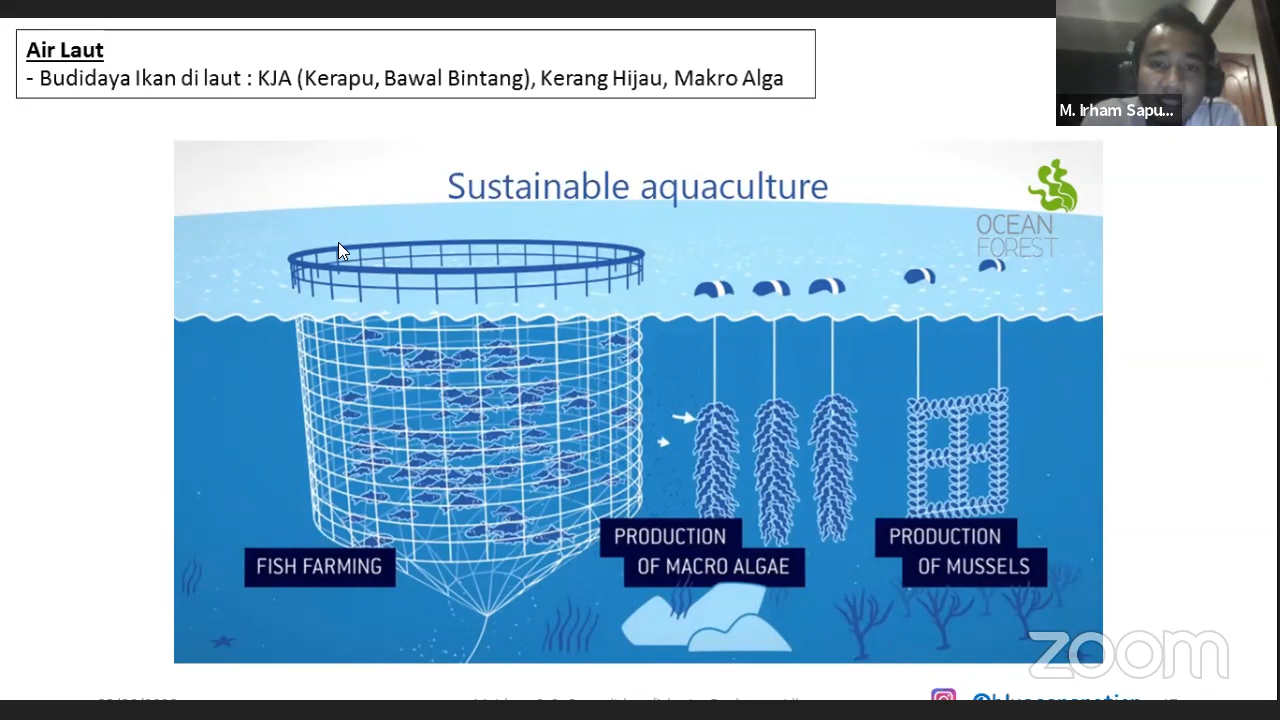 Air Laut
- Budidaya Ikan di laut : KJA (Kerapu, Bawal Bintang), Kerang Hijau, Makro Alga
M. Irham Sapu...
Sustainable aquaculture
OCEAN
FOREST
FISH FARMING
PRODUCTION
OF MACRO ALGAE
PRODUCTION
OF MUSSELS
zoom